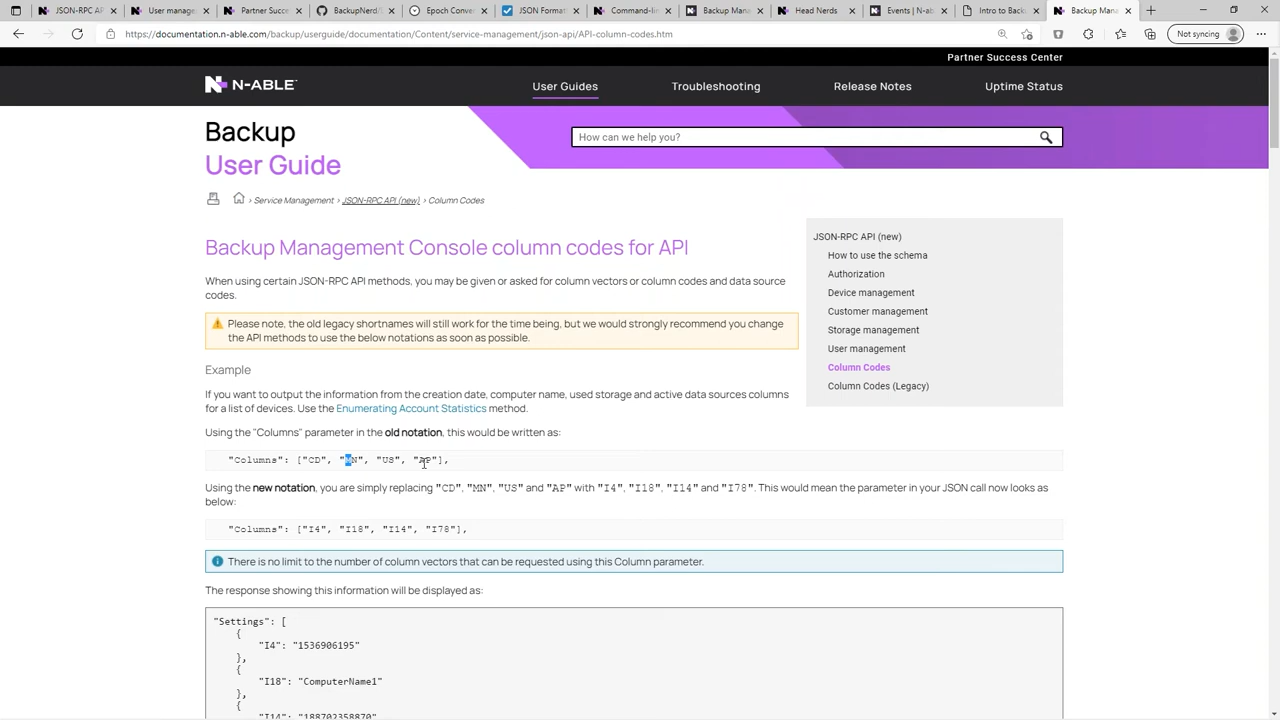 JSON-RPC AP
User manage
Partner Succ
BackupNerd/
Epoch Conver
JSON Format
Command-li
Backup Mana
Head Nerds
Events | N-ab
Intro to Back
Backup Mana
https://documentation.n-able.com/backup/userguide/documentation/Content/service-management/json-api/API-column-codes.htm
Not syncing
Partner Success Center
N-ABLE
User Guides
Troubleshooting
Release Notes
Uptime Status
Backup
User Guide
How can we help you?
> Service Management > JSON-RPC API (new) > Column Codes
Backup Management Console column codes for API
When using certain JSON-RPC API methods, you may be given or asked for column vectors or column codes and data source
codes.
Please note, the old legacy shortnames will still work for the time being, but we would strongly recommend you change
the API methods to use the below notations as soon as possible.
Example
If you want to output the information from the creation date, computer name, used storage and active data sources columns
for a list of devices. Use the Enumerating Account Statistics method.
Using the "Columns" parameter in the old notation, this would be written as:
"Columns": ["CD", "MN", "US", "AP"],
Using the new notation, you are simply replacing "CD", "MN", "US" and "AP" with "I4", "I18", "I14" and "I78". This would mean the parameter in your JSON call now looks as
below:
"Columns": ["I4", "I18", "I14", "I78"],
There is no limit to the number of column vectors that can be requested using this Column parameter.
The response showing this information will be displayed as:
"Settings": [
{
"I4": "1536906195"
},
{
"I18": "ComputerName1"
},
{
"I14": "188702358870"
JSON-RPC API (new)
How to use the schema
Authorization
Device management
Customer management
Storage management
User management
Column Codes
Column Codes (Legacy)